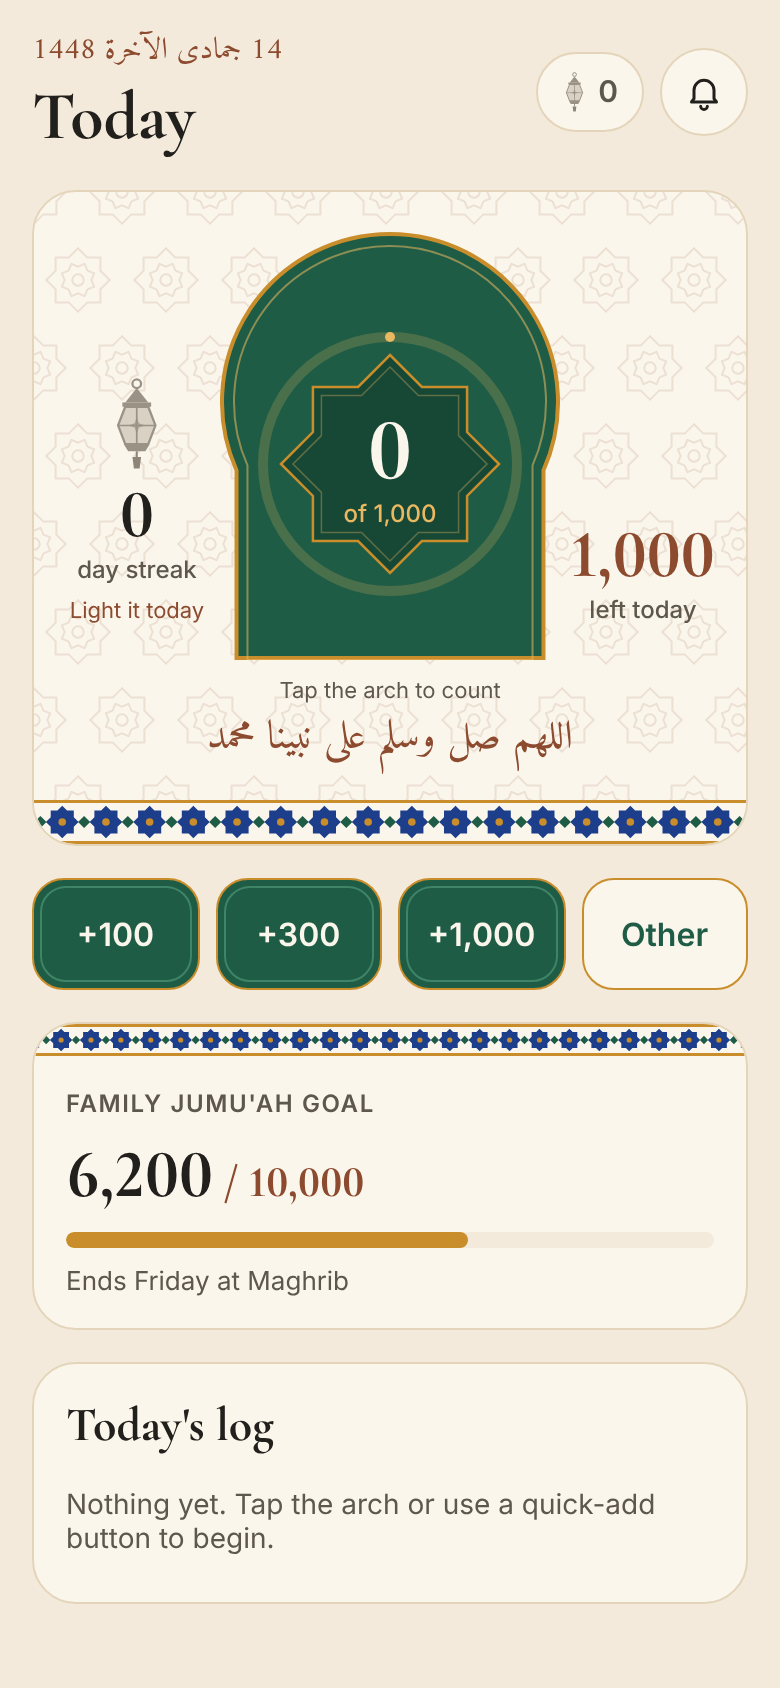 14 جمادى الآخرة 1448
Today
0
0
of 1,000
0
day streak
Light it today
1,000
left today
Tap the arch to count
اللهم صل وسلم على نبينا محمد
+100
+300
+1,000
Other
FAMILY JUMU'AH GOAL
6,200 / 10,000
Ends Friday at Maghrib
Today's log
Nothing yet. Tap the arch or use a quick-add
button to begin.